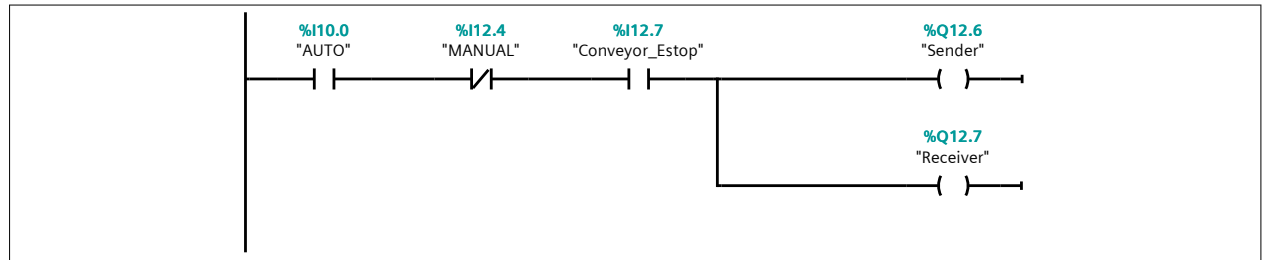 %I10.0
"AUTO"
%I12.4
"MANUAL"
%I12.7
"Conveyor_Estop"
%Q12.6
"Sender"
%Q12.7
"Receiver"